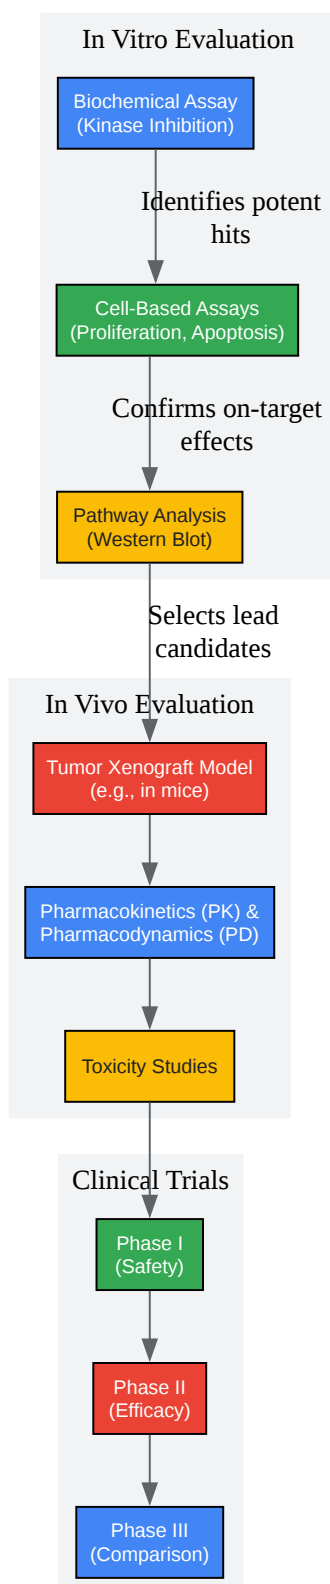 In Vitro Evaluation
Biochemical Assay
(Kinase Inhibition)
Identifies potent
hits
Cell-Based Assays
(Proliferation, Apoptosis)
Confirms on-target
effects
Pathway Analysis
(Western Blot)
Selects lead
candidates
In Vivo Evaluation
Tumor Xenograft Model
(e.g., in mice)
Pharmacokinetics (PK) &
Pharmacodynamics (PD)
Toxicity Studies
Clinical Trials
Phase I
(Safety)
Phase II
(Efficacy)
Phase III
(Comparison)